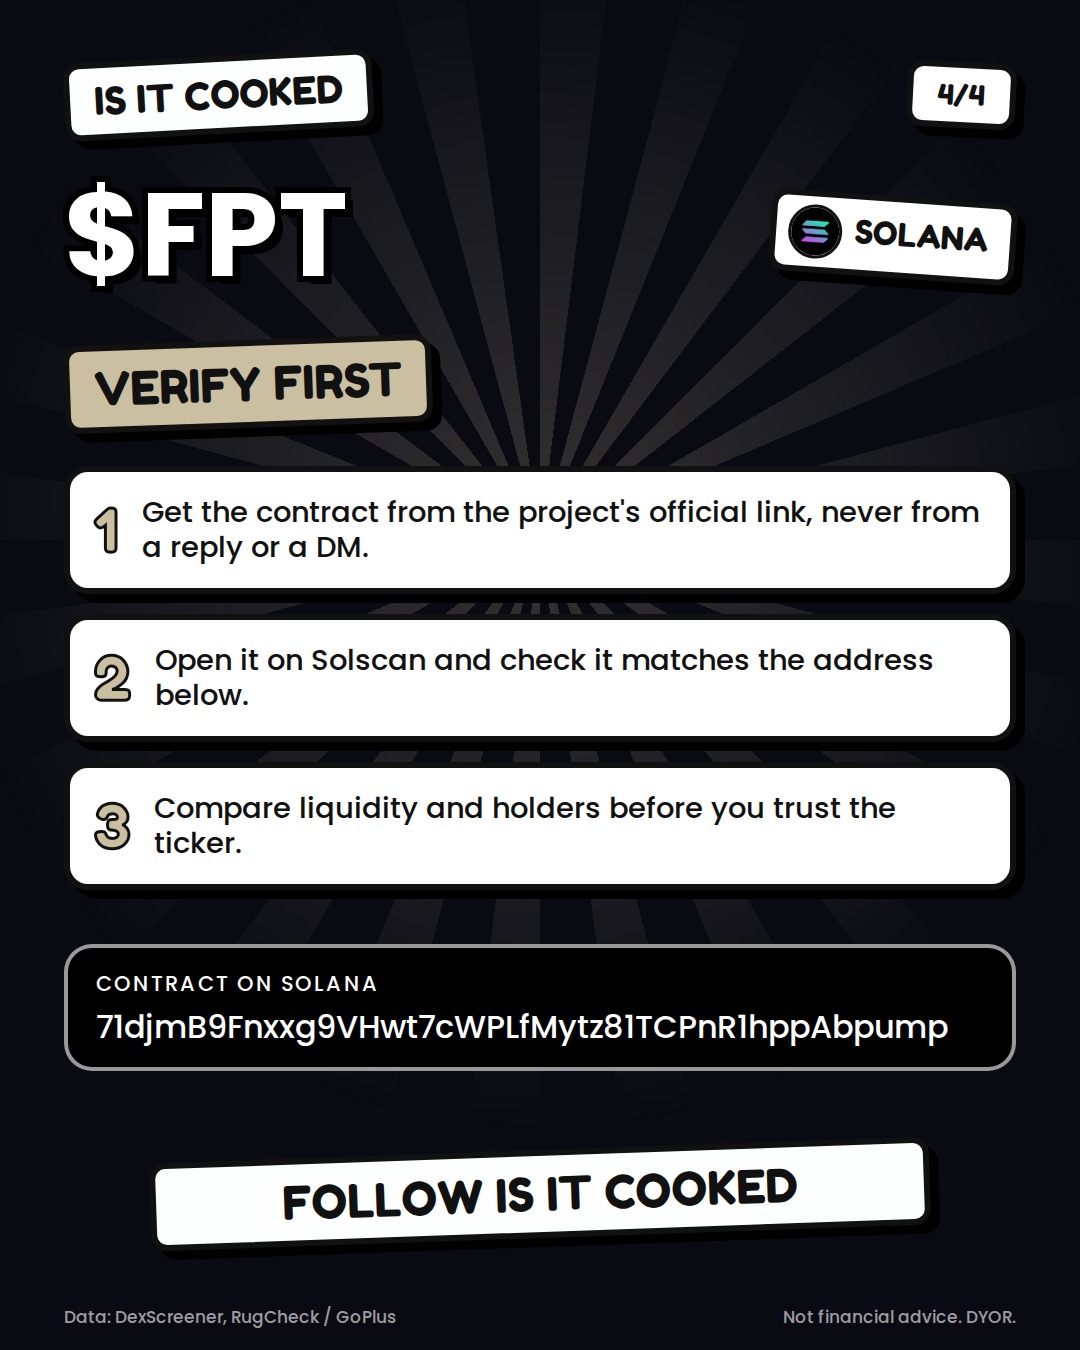 IS IT COOKED
4/4
$FPT
SOLANA
VERIFY FIRST
1 Get the contract from the project's official link, never from
a reply or a DM.
2 Open it on Solscan and check it matches the address
below.
3 Compare liquidity and holders before you trust the
ticker.
CONTRACT ON SOLANA
71djmB9Fnxxg9VHwt7cWPLfMytz81TCPnR1hppAbpump
FOLLOW IS IT COOKED
Data: DexScreener, RugCheck / GoPlus
Not financial advice. DYOR.